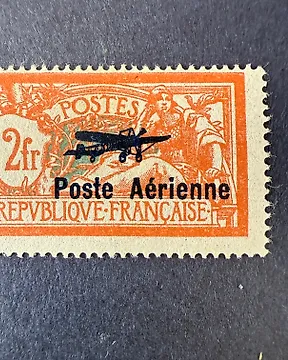 POSTES
2fr
Poste Aérienne
REPVBLIQVE·FRANÇAISE